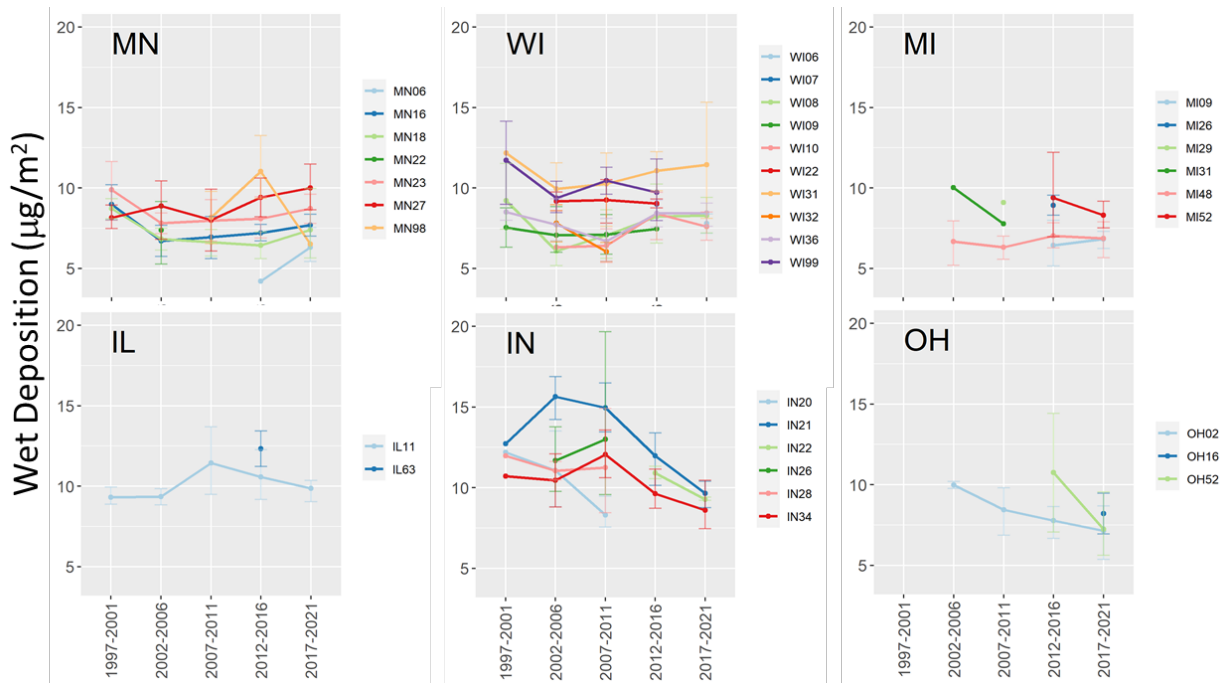 Wet Deposition (µg/m²)
MN
20
15
10
5
MN06
MN16
MN18
MN22
MN23
MN27
MN98
WI
20
15
10
5
WI06
WI07
WI08
WI09
WI10
WI22
WI31
WI32
WI36
WI99
MI
20
15
10
5
MI09
MI26
MI29
MI31
MI48
MI52
IL
20
15
10
5
1997-2001
2002-2006
2007-2011
2012-2016
2017-2021
IL11
IL63
IN
20
15
10
5
1997-2001
2002-2006
2007-2011
2012-2016
2017-2021
IN20
IN21
IN22
IN26
IN28
IN34
OH
20
15
10
5
1997-2001
2002-2006
2007-2011
2012-2016
2017-2021
OH02
OH16
OH52